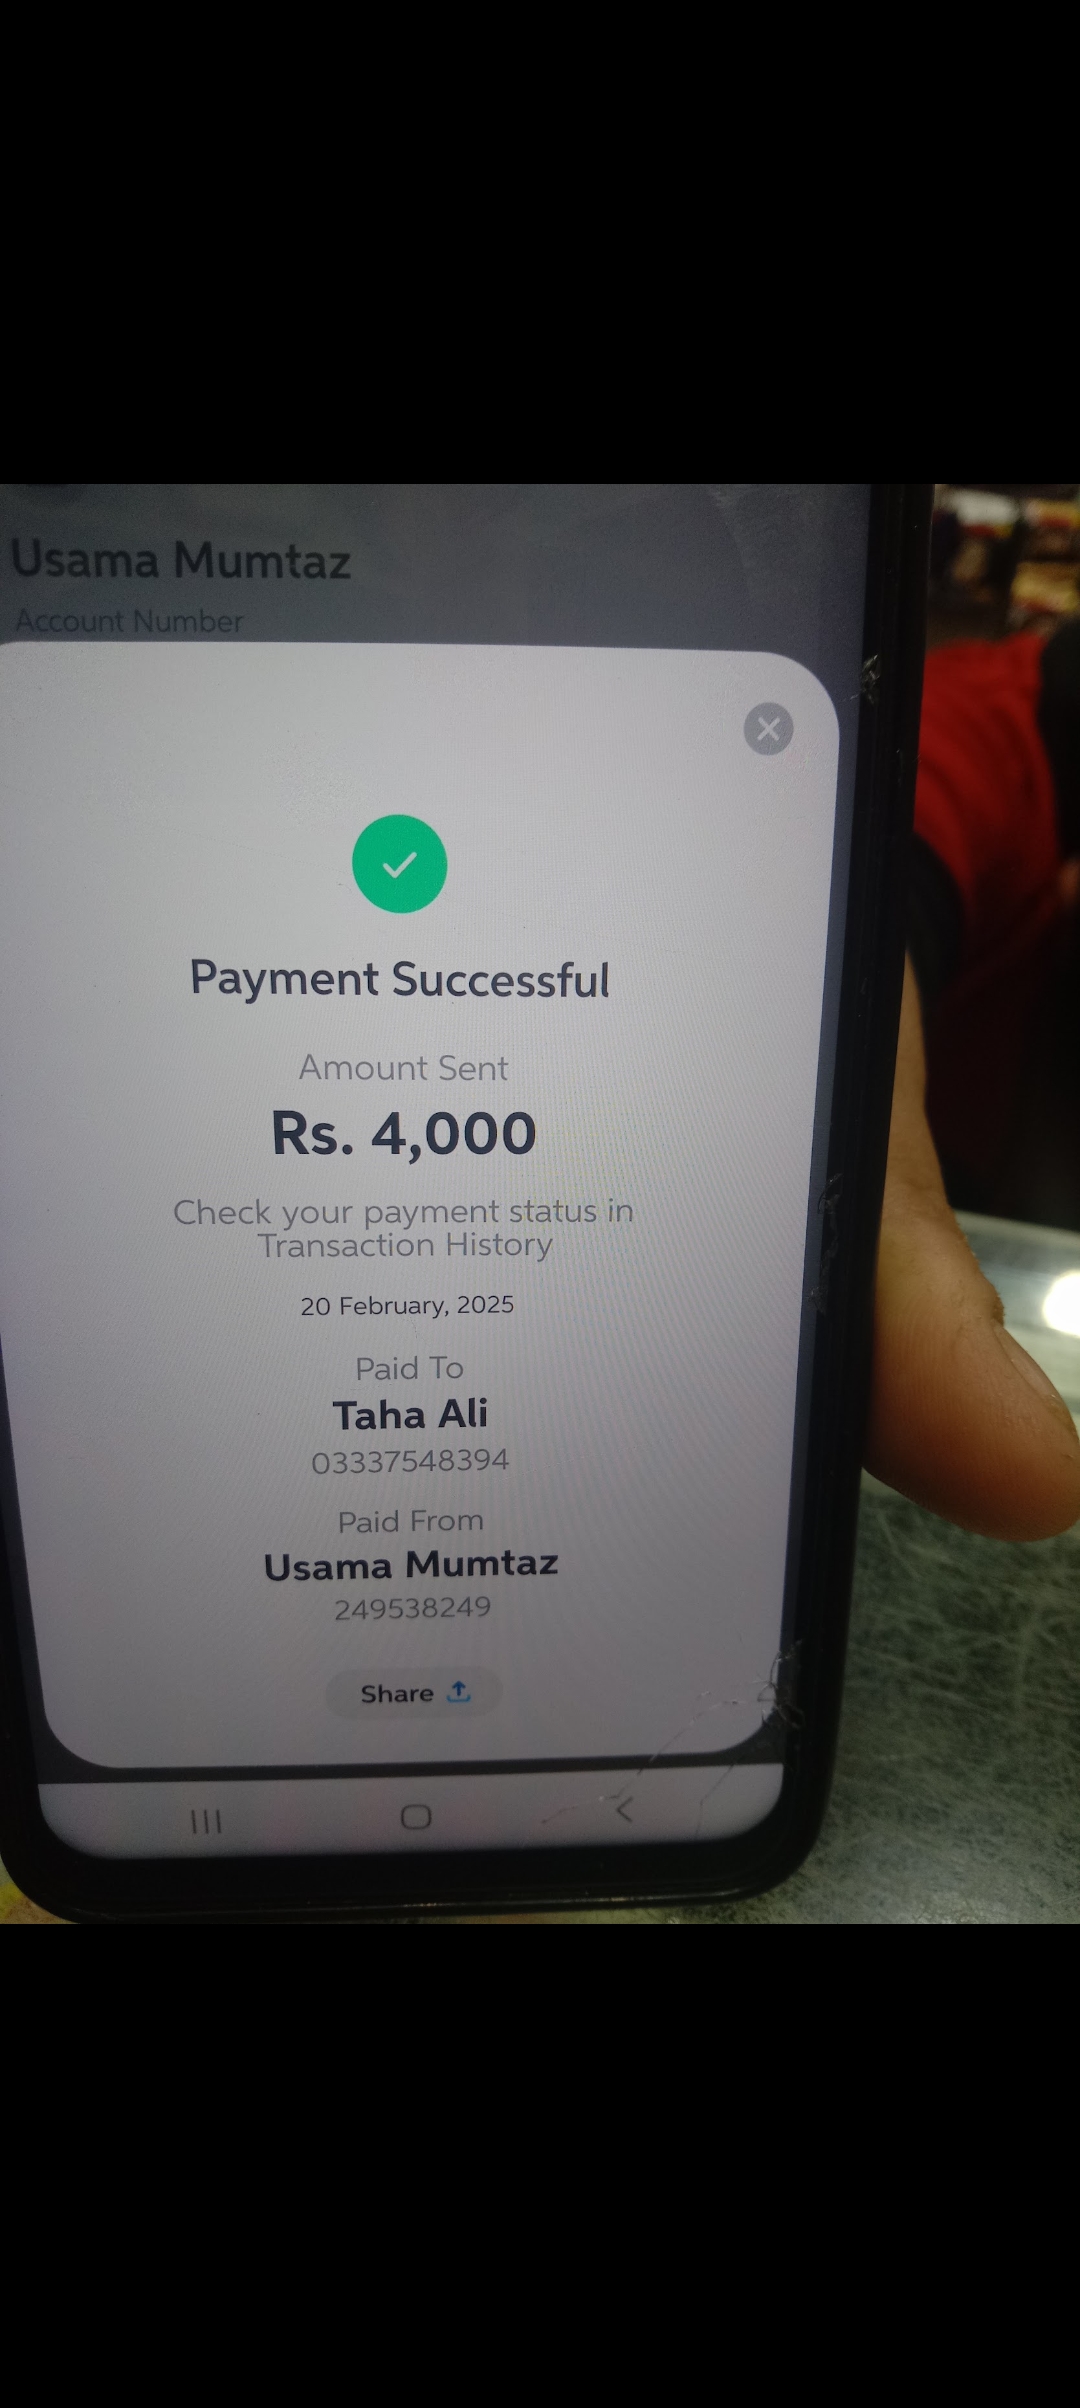 Usama Mumtaz
Account Number
Payment Successful
Amount Sent
Rs. 4,000
Check your payment status in
Transaction History
20 February, 2025
Paid To
Taha Ali
03337548394
Paid From
Usama Mumtaz
249538249
Share